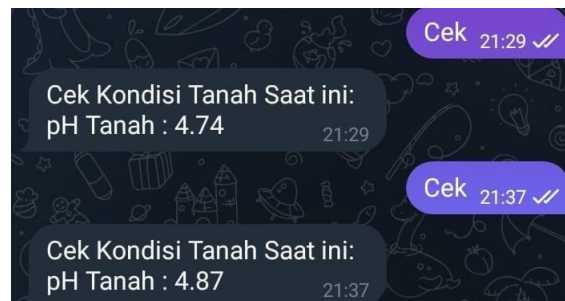 Cek 21:29
Cek Kondisi Tanah Saat ini:
pH Tanah : 4.74 21:29
Cek 21:37
Cek Kondisi Tanah Saat ini:
pH Tanah : 4.87 21:37